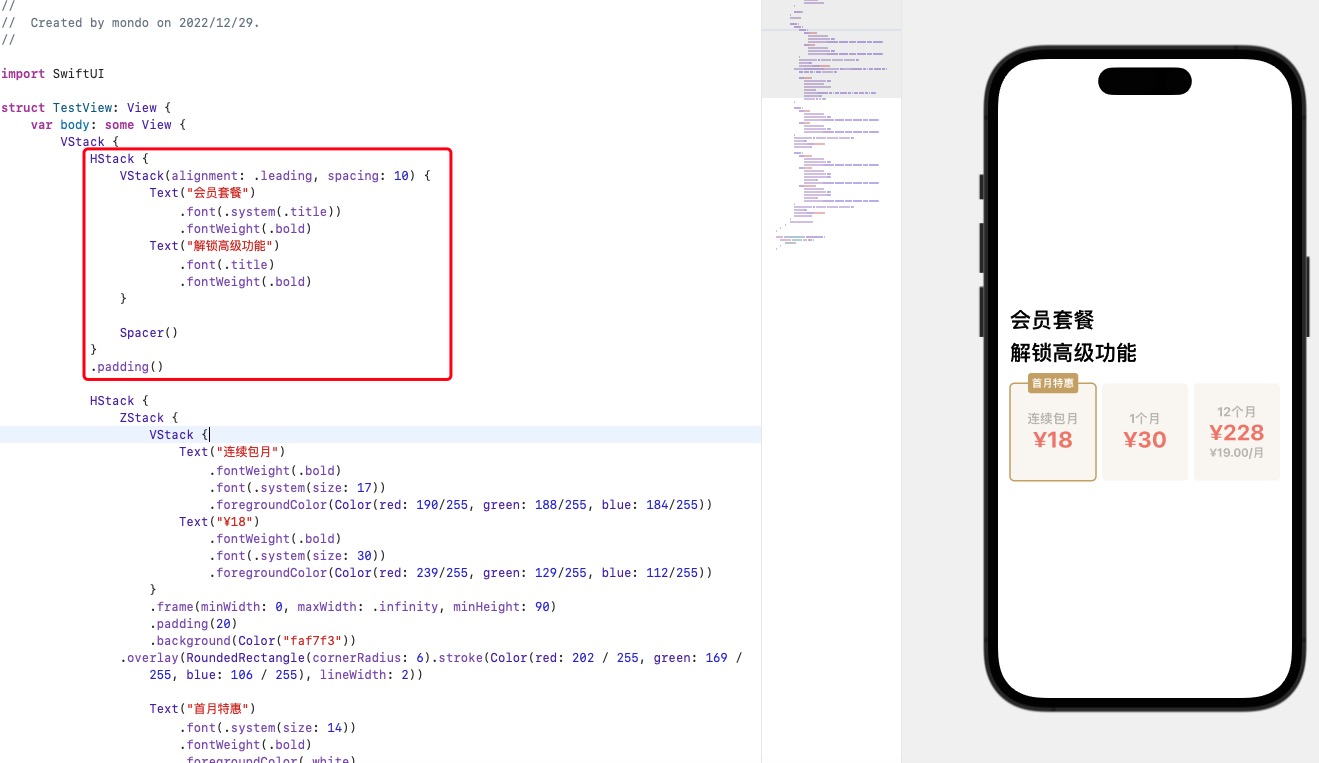 //
//  Created by mondo on 2022/12/29.
//
import SwiftUI
struct TestView: View {
    var body: some View {
        VStack {
            HStack {
                VStack(alignment: .leading, spacing: 10) {
                    Text("会员套餐")
                        .font(.system(.title))
                        .fontWeight(.bold)
                    Text("解锁高级功能")
                        .font(.title)
                        .fontWeight(.bold)
                }
                Spacer()
            }
            .padding()
            HStack {
                ZStack {
                    VStack {
                        Text("连续包月")
                            .fontWeight(.bold)
                            .font(.system(size: 17))
                            .foregroundColor(Color(red: 190/255, green: 188/255, blue: 184/255))
                        Text("¥18")
                            .fontWeight(.bold)
                            .font(.system(size: 30))
                            .foregroundColor(Color(red: 239/255, green: 129/255, blue: 112/255))
                    }
                    .frame(minWidth: 0, maxWidth: .infinity, minHeight: 90)
                    .padding(20)
                    .background(Color("faf7f3"))
                .overlay(RoundedRectangle(cornerRadius: 6).stroke(Color(red: 202 / 255, green: 169 /
                    255, blue: 106 / 255), lineWidth: 2))
                    Text("首月特惠")
                        .font(.system(size: 14))
                        .fontWeight(.bold)
                        .foregroundColor(.white)
会员套餐
解锁高级功能
首月特惠
连续包月
¥18
1个月
¥30
12个月
¥228
¥19.00/月